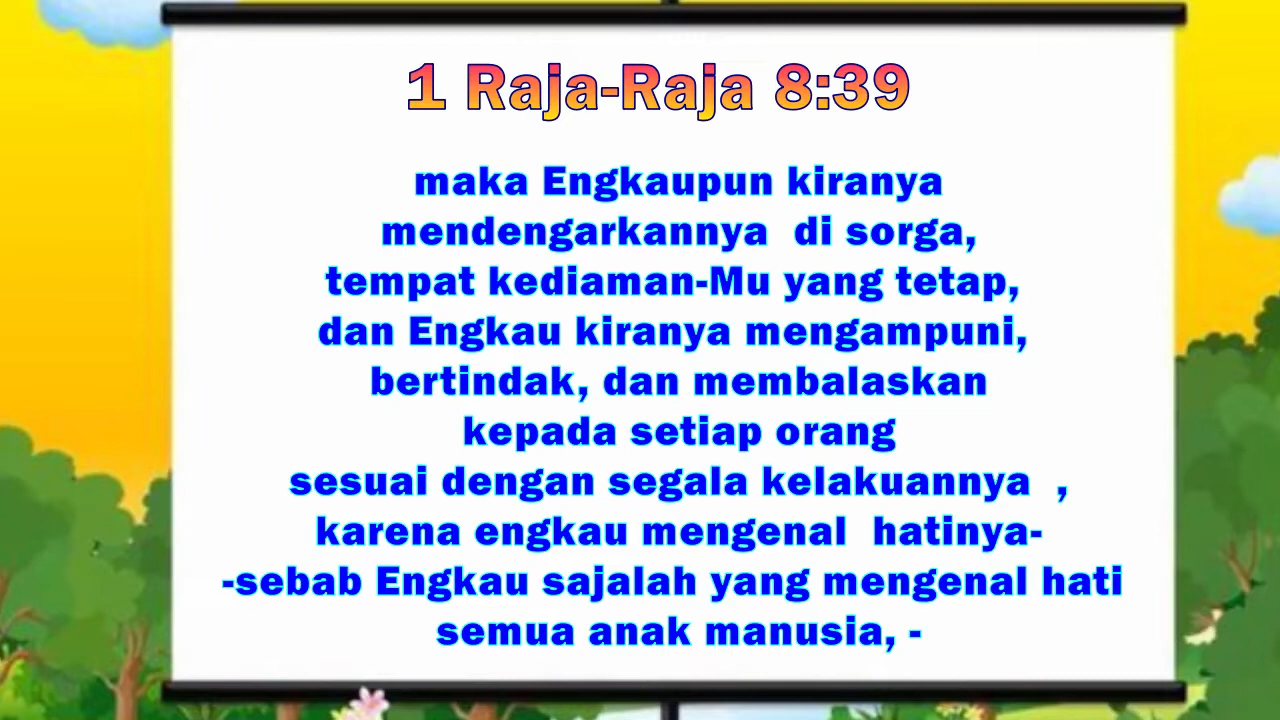 1 Raja-Raja 8:39
maka Engkaupun kiranya
mendengarkannya  di sorga,
tempat kediaman-Mu yang tetap,
dan Engkau kiranya mengampuni,
bertindak, dan membalaskan
kepada setiap orang
sesuai dengan segala kelakuannya  ,
karena engkau mengenal  hatinya-
-sebab Engkau sajalah yang mengenal hati
semua anak manusia, -